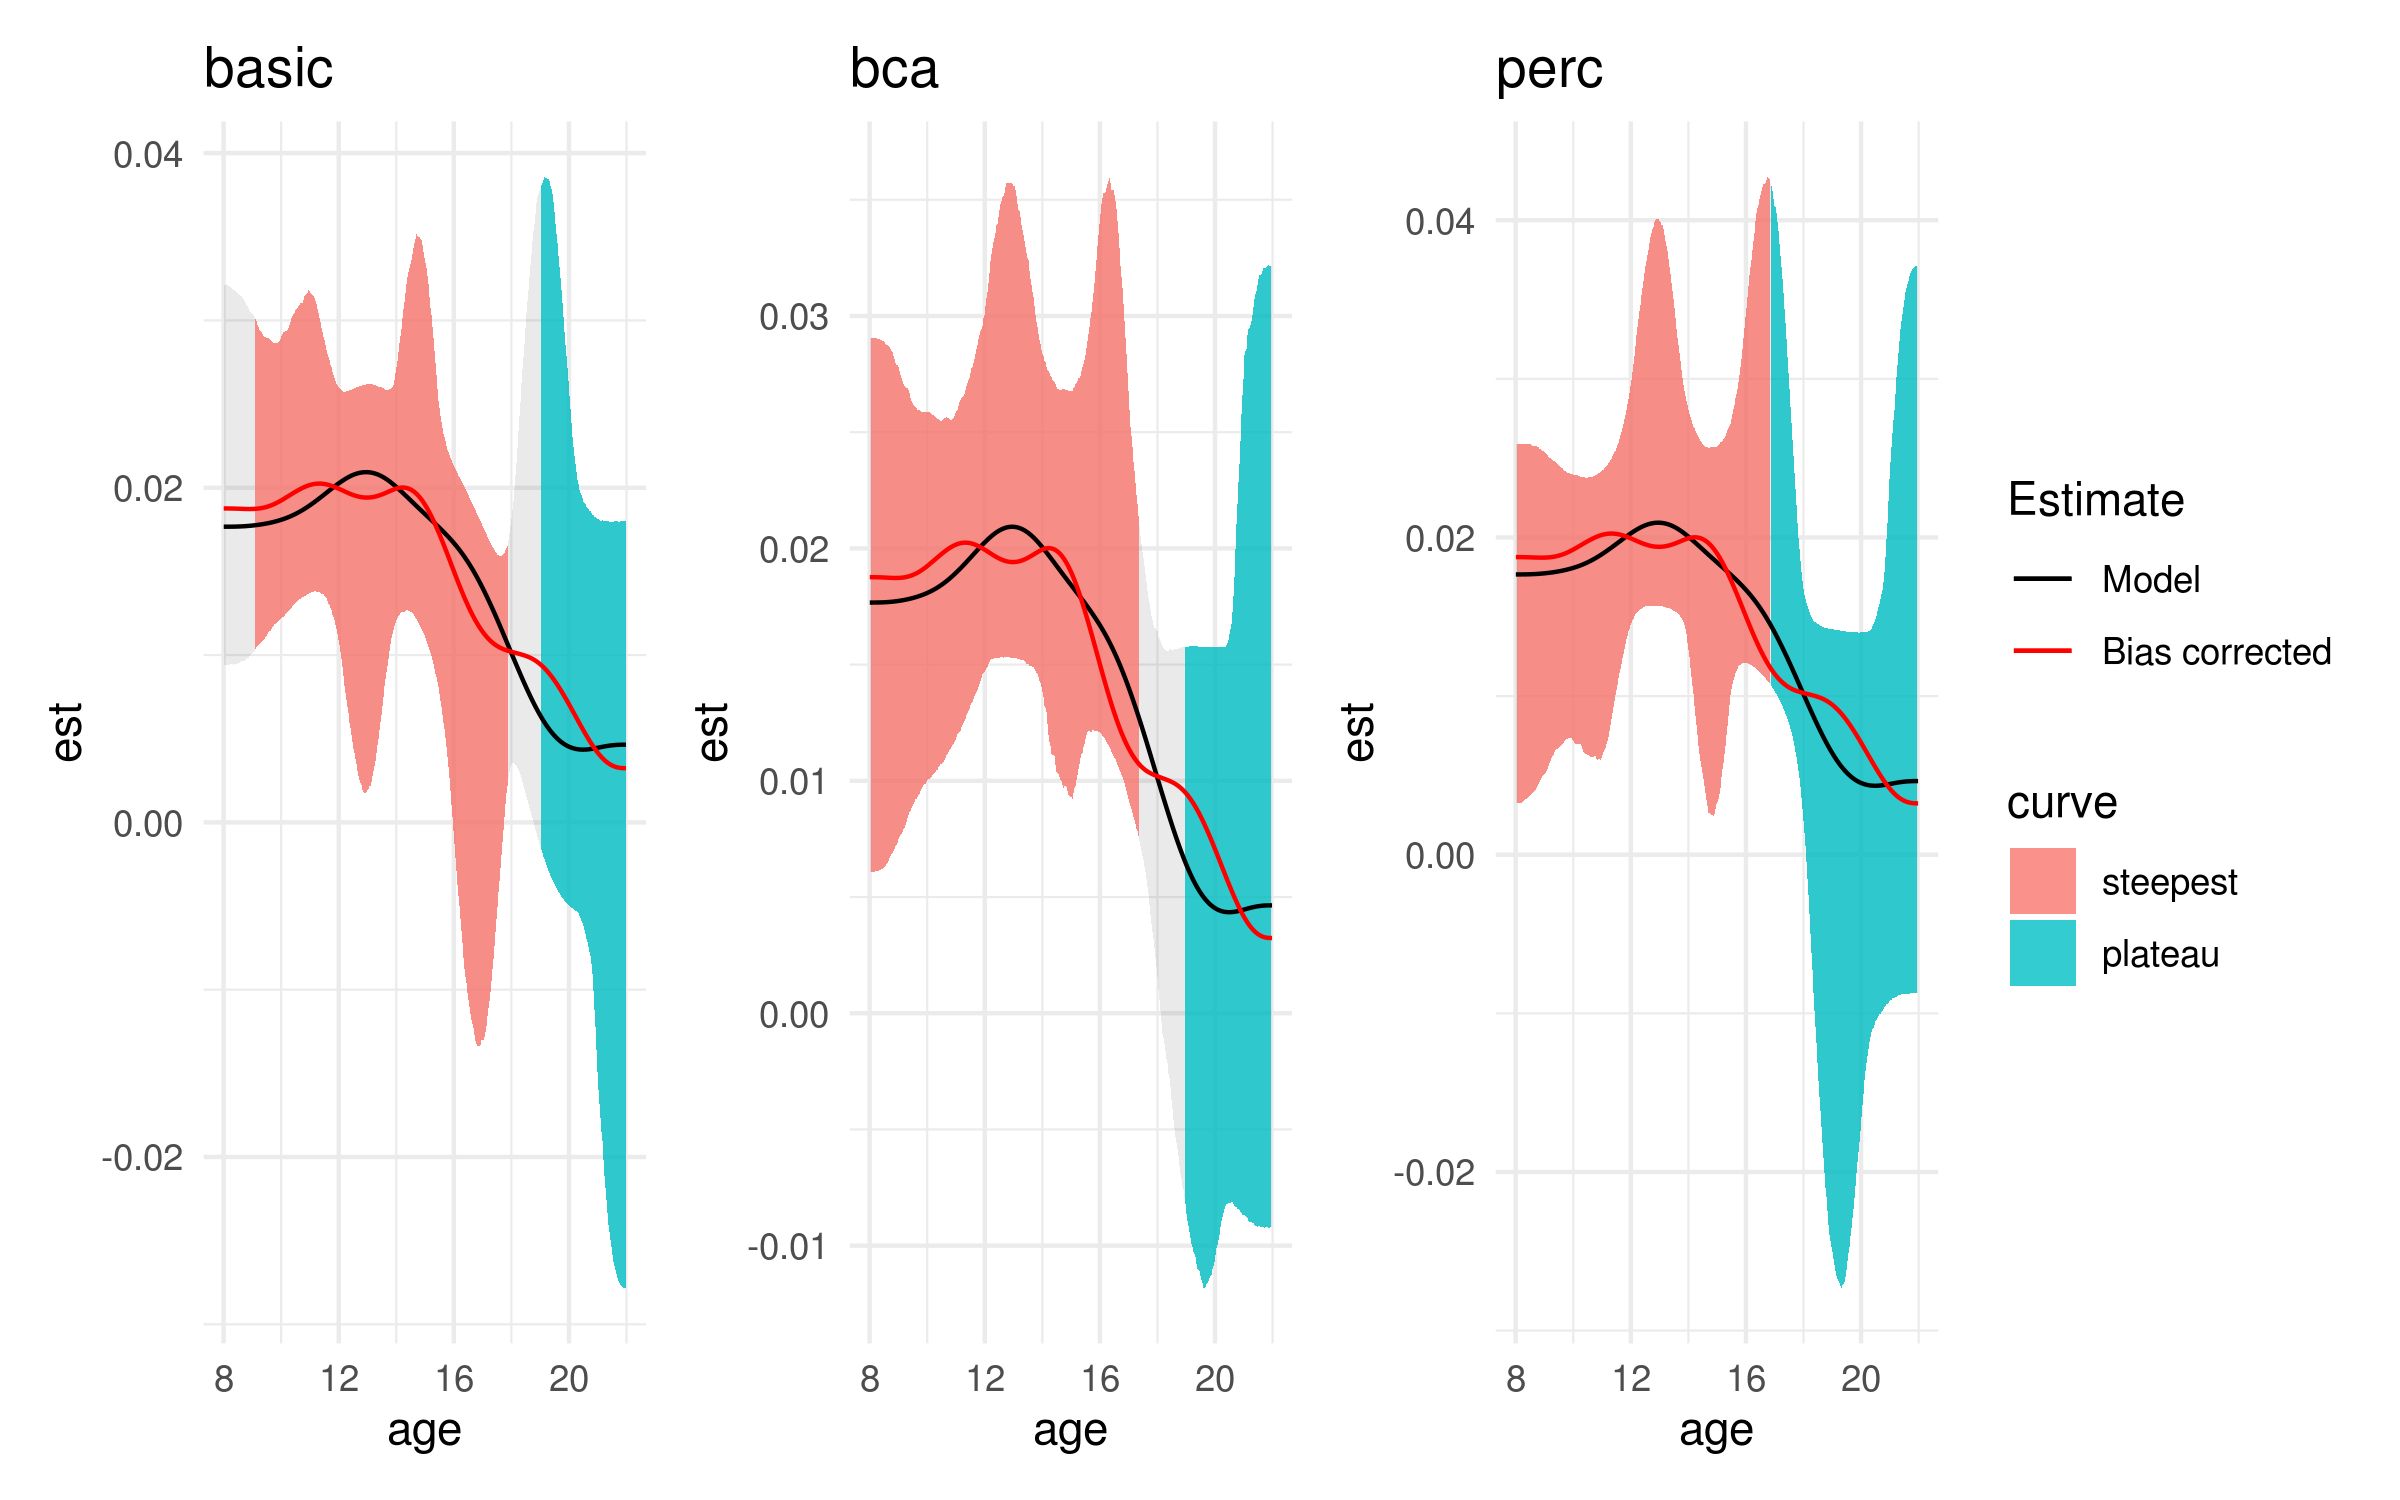 basic
bca
perc
0.04
0.02
0.00
-0.02
est
8 12 16 20
age
0.03
0.02
0.01
0.00
-0.01
est
8 12 16 20
age
0.04
0.02
0.00
-0.02
est
8 12 16 20
age
Estimate
Model
Bias corrected
curve
steepest
plateau